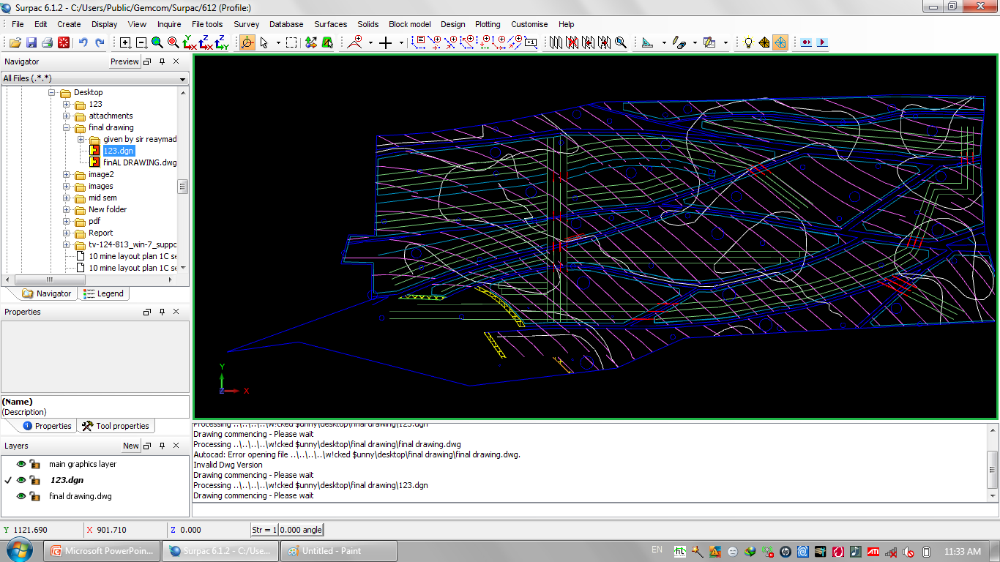 Surpac 6.1.2 - C:/Users/Public/Gemcom/Surpac/612 (Profile:)
File Edit Create Display View Inquire File tools Survey Database Surfaces Solids Block model Design Plotting Customise Help
Navigator Preview
All Files (.*.*)
Desktop
123
attachments
final drawing
given by sir reaymad
123.dgn
finAL DRAWING.dwg
image2
images
mid sem
New folder
pdf
Report
tv-124-813_win-7_suppo
10 mine layout plan 1C se
10 mine layout plan 1C se
Navigator Legend
Properties
(Name)
(Description)
Properties Tool properties
Layers New
main graphics layer
123.dgn
final drawing.dwg
Y
Z X
Processing ..\..\..\..\w!cked $unny\desktop\final drawing\123.dgn
Drawing commencing - Please wait
Processing ..\..\..\..\w!cked $unny\desktop\final drawing\final drawing.dwg
Autocad: Error opening file ..\..\..\..\w!cked $unny\desktop\final drawing\final drawing.dwg.
Invalid Dwg Version
Drawing commencing - Please wait
Processing ..\..\..\..\w!cked $unny\desktop\final drawing\123.dgn
Drawing commencing - Please wait
Y 1121.690 X 901.710 Z 0.000 Str = 1 0.000 angle
Microsoft PowerPoin... Surpac 6.1.2 - C:/Use... Untitled - Paint EN 11:33 AM